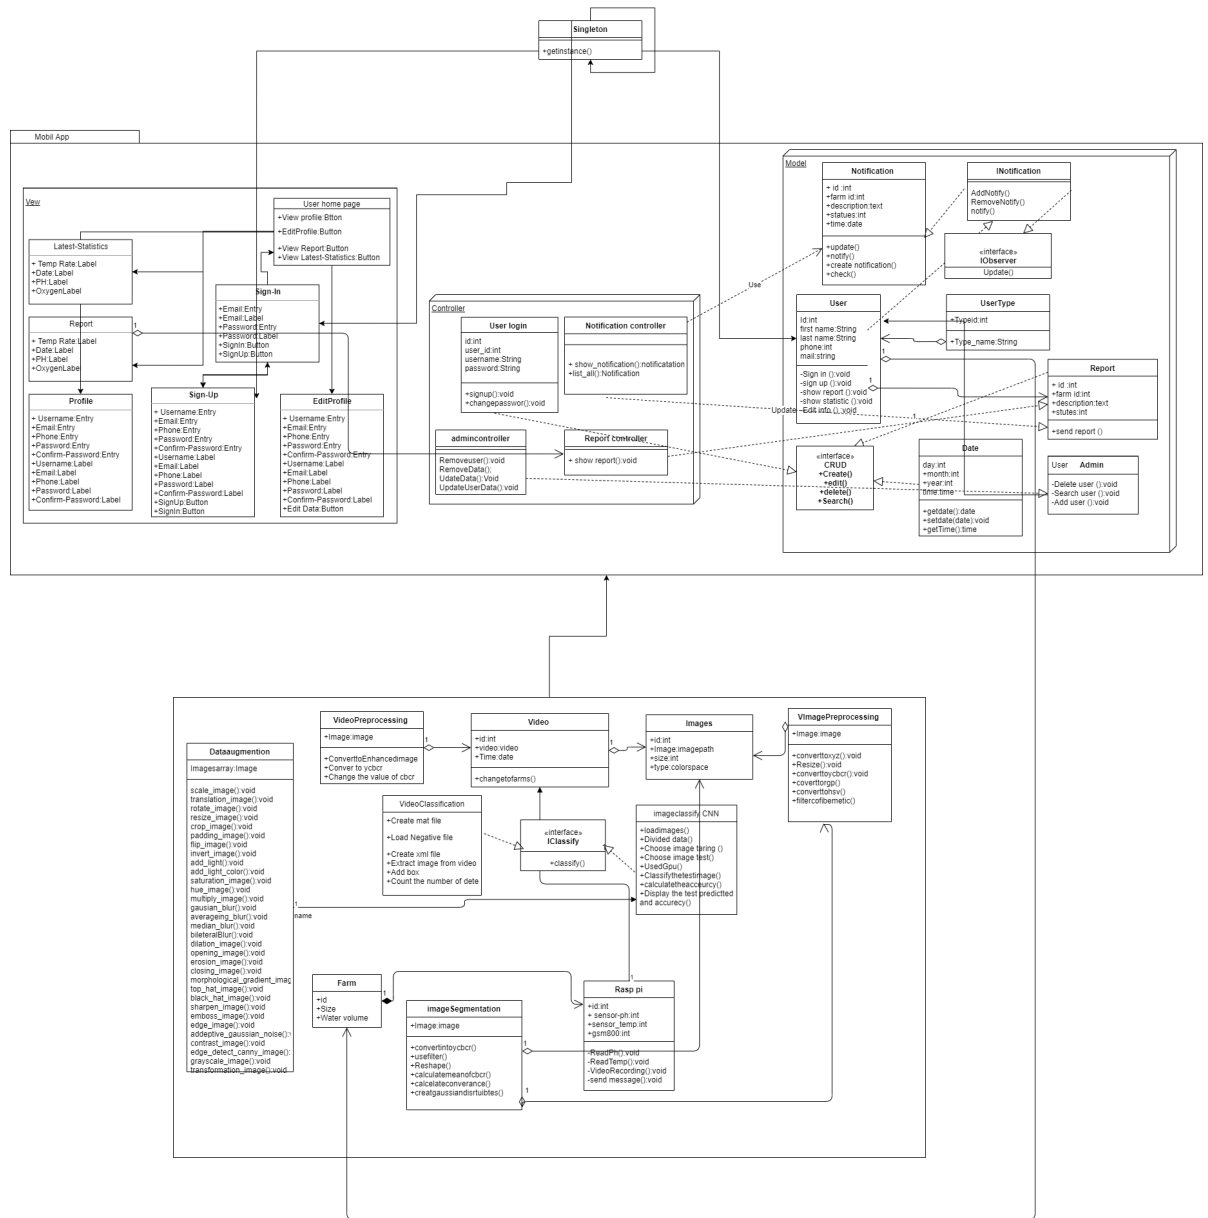 Singleton
+getinstance()
Mobil App
Vew
User home page
+View profile:Btton
+EditProfile:Button
+View Report:Button
+View Latest-Statistics:Button
Latest-Statistics
+ Temp Rate:Label
+Date:Label
+PH:Label
+OxygenLabel
Sign-In
+Email:Entry
+Email:Label
+Password:Entry
+Password:Label
+SignIn:Button
+SignUp:Button
Report
1
+ Temp Rate:Label
+Date:Label
+PH:Label
+OxygenLabel
Profile
+ Username:Entry
+Email:Entry
+Phone:Entry
+Password:Entry
+Confirm-Password:Entry
+Username:Label
+Email:Label
+Phone:Label
+Password:Label
+Confirm-Password:Label
Sign-Up
+ Username:Entry
+Email:Entry
+Phone:Entry
+Password:Entry
+Confirm-Password:Entry
+Username:Label
+Email:Label
+Phone:Label
+Password:Label
+Confirm-Password:Label
+SignUp:Button
+SignIn:Button
EditProfile
+ Username:Entry
+Email:Entry
+Phone:Entry
+Password:Entry
+Confirm-Password:Entry
+Username:Label
+Email:Label
+Phone:Label
+Password:Label
+Confirm-Password:Label
+Edit Data:Button
Controller
User login
id:int
user_id:int
username:String
password:String
+signup():void
+changepasswor():void
Notification controller
+ show_notification():notificatation
+list_all():Notification
admincontroller
Removeuser():void
RemoveData();
UdateData():Void
UpdateUserData():void
Report controller
+ show report():void
Model
Notification
+ id :int
+farm id:int
+description:text
+statues:int
+time:date
+update()
+notify()
+create notification()
+check()
Use
INotification
AddNotify()
RemoveNotify()
notify()
«interface»
IObserver
Update()
User
Id:int
first name:String
last name:String
phone:int
mail:string
-Sign in ():void
-sign up ():void
-show report ():void
-show statistic ():void
Update -Edit info ():void
1
1
1
UserType
+Typeid:int
+Type_name:String
Report
+ id :int
+farm id:int
+description:text
+stutes:int
+send report ()
«interface»
CRUD
+Create()
+edit()
+delete()
+Search()
Date
day:int
+month:int
+year:int
time:time
+getdate():date
+setdate(date):void
+getTime():time
User Admin
-Delete user ():void
-Search user ():void
-Add user ():void
VideoPreprocessing
+Image:image
+ConverttoEnhancedimage
+Conver to ycbcr
+Change the value of cbcr
1
Video
+id:int
+video:video
+Time:date
+changetofarms()
1
Images
+id:int
+Image:imagepath
+size:int
+type:colorspace
1
VImagePreprocessing
+Image:image
+converttoxyz():void
+Resize():void
+converttoycbcr():void
+coverttorgp()
+converttohsv()
+filtercofibemetic()
Dataaugmention
Imagesarray:Image
scale_image():void
translation_image():void
rotate_image():void
resize_image():void
crop_image():void
padding_image():void
flip_image():void
invert_image():void
add_light():void
add_light_color():void
saturation_image():void
hue_image():void
multiply_image():void
gausian_blur():void
averageing_blur():void
median_blur():void
bileteralBlur():void
dilation_image():void
opening_image():void
erosion_image():void
closing_image():void
morphological_gradient_imag
top_hat_image():void
black_hat_image():void
sharpen_image():void
emboss_image():void
edge_image():void
addeptive_gaussian_noise():v
contrast_image():void
edge_detect_canny_image():
grayscale_image():void
transformation_image():void
1
name
VideoClassification
+Create mat file
+Load Negative file
+Create xml file
+Extract image from video
+Add box
+Count the number of dete
«interface»
IClassify
+classify()
imageclassify CNN
+loadimages()
+Divided data()
+Choose image taring ()
+Choose image test()
+UsedGpu()
+Classifythetestimage()
+calculatetheacceurcy()
+Display the test predictted
and accurecy()
Farm
+id
+Size
+Water volume
1
imageSegmentation
+Image:image
+convertintoycbcr()
+usefilter()
+Reshape()
+calculatemeanofcbcr()
+calcelateconverance()
+creatgaussiandisrtuibtes()
1
1
1
Rasp pi
+id:int
+ sensor-ph:int
+sensor_temp:int
+gsm800:int
-ReadPh():void
-ReadTemp():void
-VideoRecording():void
-send message():void